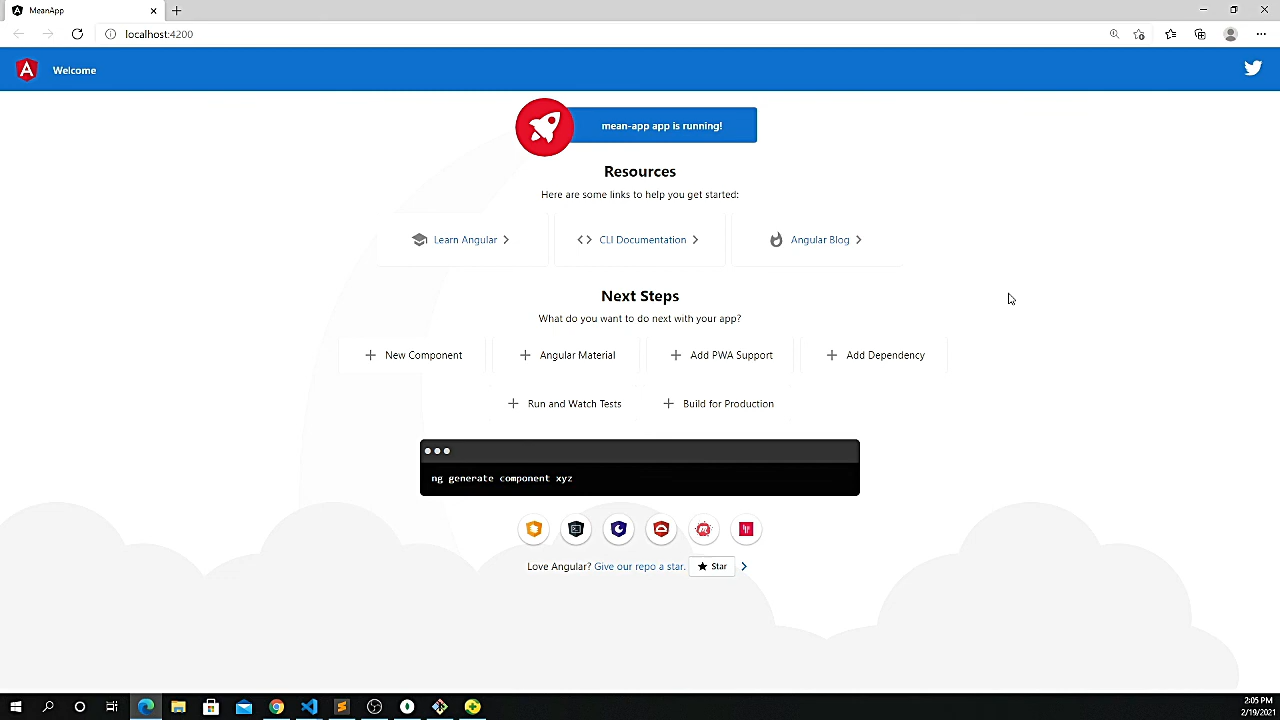 MeanApp
localhost:4200
Welcome
mean-app app is running!
Resources
Here are some links to help you get started:
Learn Angular
CLI Documentation
Angular Blog
Next Steps
What do you want to do next with your app?
New Component
Angular Material
Add PWA Support
Add Dependency
Run and Watch Tests
Build for Production
ng generate component xyz
Love Angular? Give our repo a star. Star
2:05 PM
2/19/2021